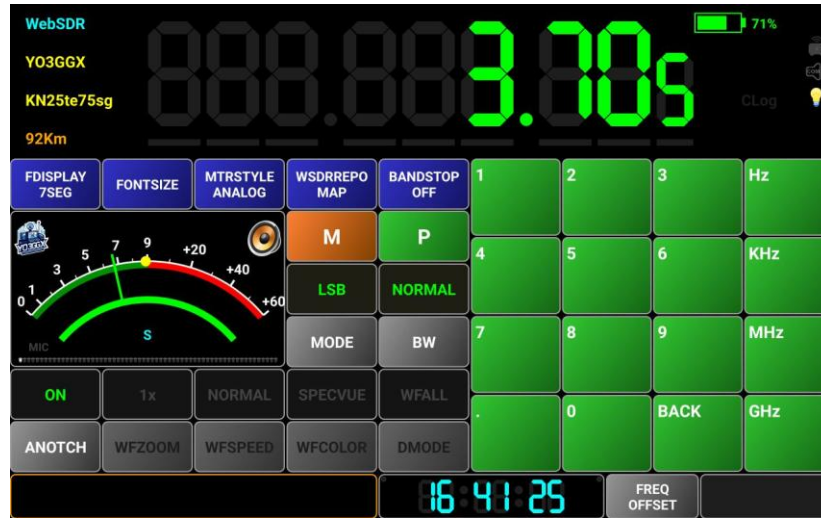 WebSDR
3.70s
71%
YO3GGX
KN25te75sg
CLog
92Km
FDISPLAY
7SEG
FONTSIZE
MTRSTYLE
ANALOG
WSDRREPO
MAP
BANDSTOP
OFF
1
2
3
Hz
YO3GGX
M
P
0 1 3 5 7 9 +20 +40 +60
4
5
6
KHz
LSB
NORMAL
S
MIC
MODE
BW
7
8
9
MHz
ON
1x
NORMAL
SPECVUE
WFALL
.
0
BACK
GHz
ANOTCH
WFZOOM
WFSPEED
WFCOLOR
DMODE
16:41:25
FREQ
OFFSET